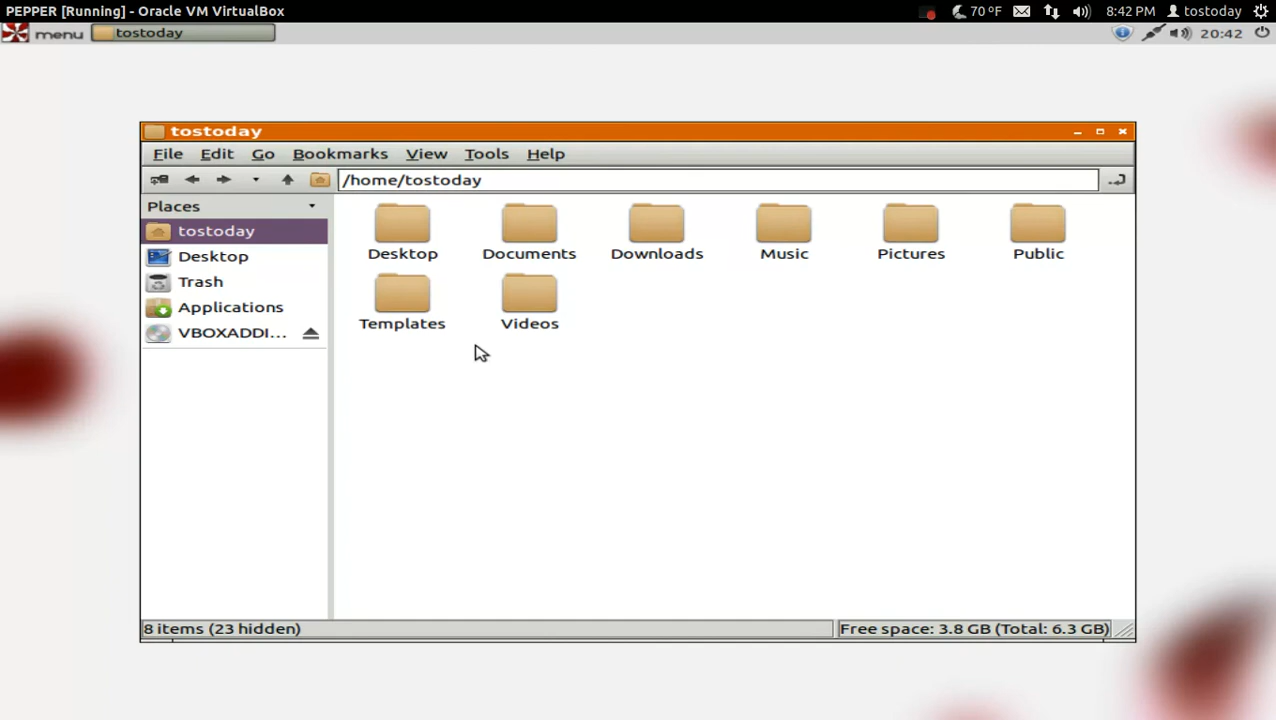 PEPPER [Running] - Oracle VM VirtualBox
70 °F
8:42 PM
tostoday
menu
tostoday
20:42
tostoday
File Edit Go Bookmarks View Tools Help
/home/tostoday
Places
tostoday
Desktop
Trash
Applications
VBOXADDI...
Desktop Documents Downloads Music Pictures Public
Templates Videos
8 items (23 hidden)
Free space: 3.8 GB (Total: 6.3 GB)